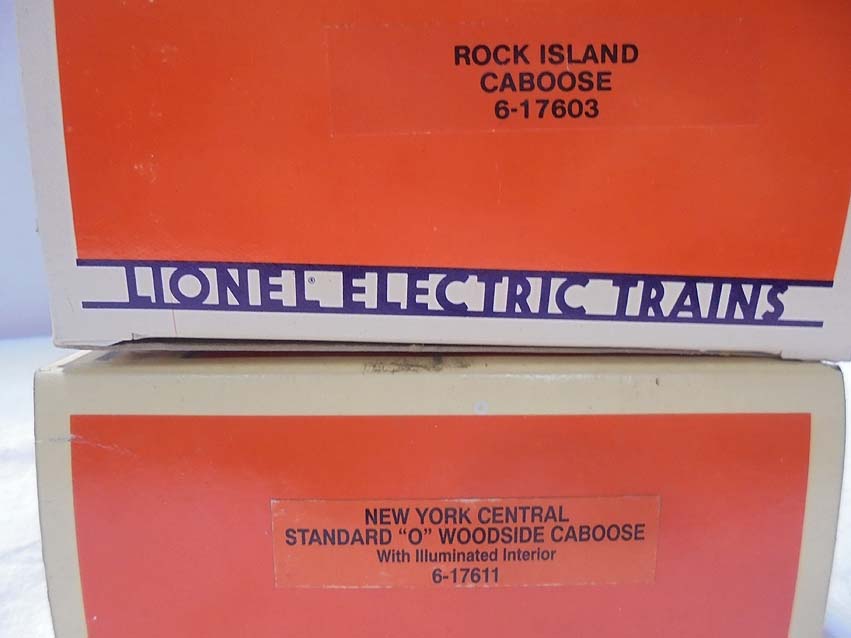 ROCK ISLAND
CABOOSE
6-17603
LIONEL® ELECTRIC TRAINS
NEW YORK CENTRAL
STANDARD "O" WOODSIDE CABOOSE
With Illuminated Interior
6-17611